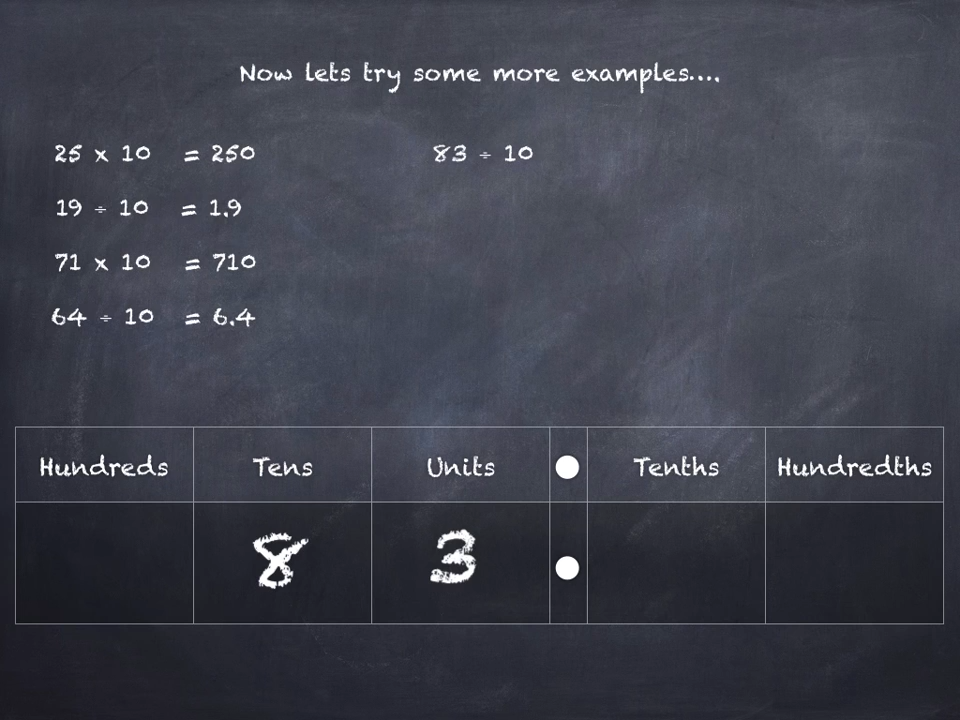 Now lets try some more examples....
25 x 10 = 250
19 ÷ 10 = 1.9
71 x 10 = 710
64 ÷ 10 = 6.4
83 ÷ 10
Hundreds Tens Units ● Tenths Hundredths
8 3 ●